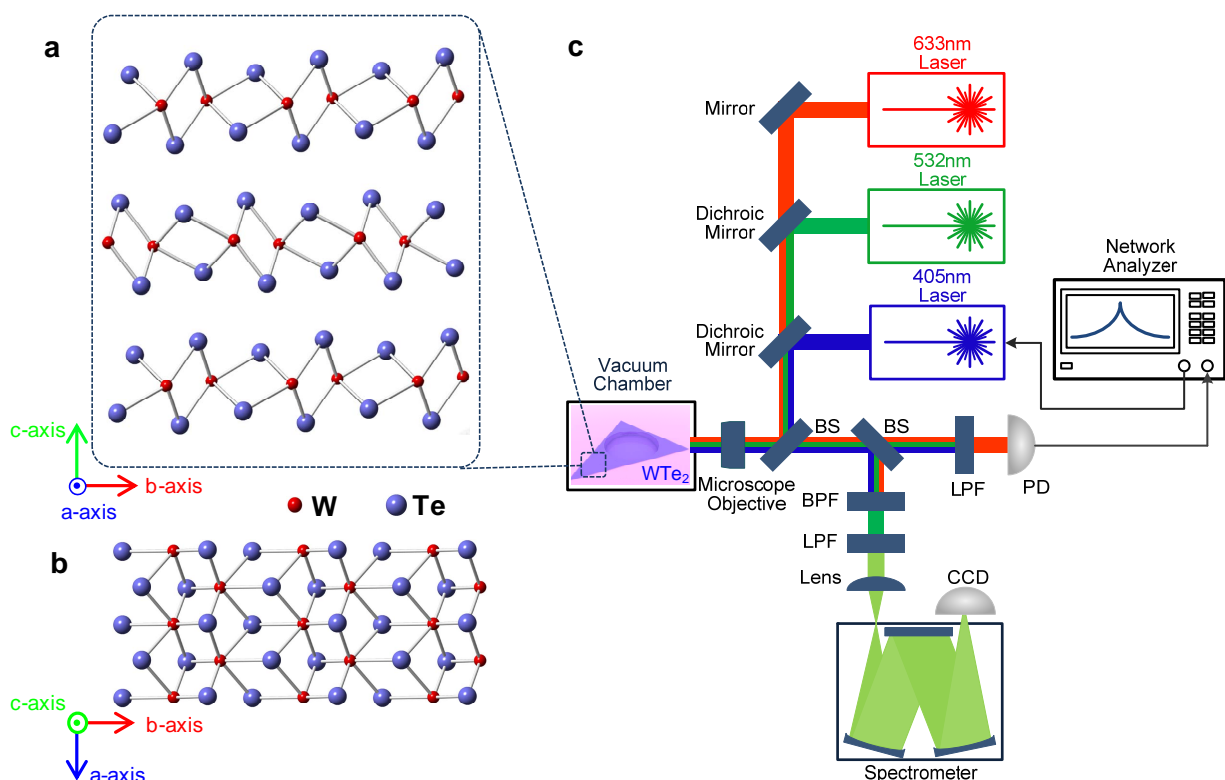 a
c-axis
b-axis
a-axis
W
Te
b
c-axis
b-axis
a-axis
c
633nm
Laser
Mirror
532nm
Laser
Dichroic
Mirror
405nm
Laser
Dichroic
Mirror
Network
Analyzer
Vacuum
Chamber
WTe₂
BS
BS
Microscope
Objective
LPF
PD
BPF
LPF
Lens
CCD
Spectrometer